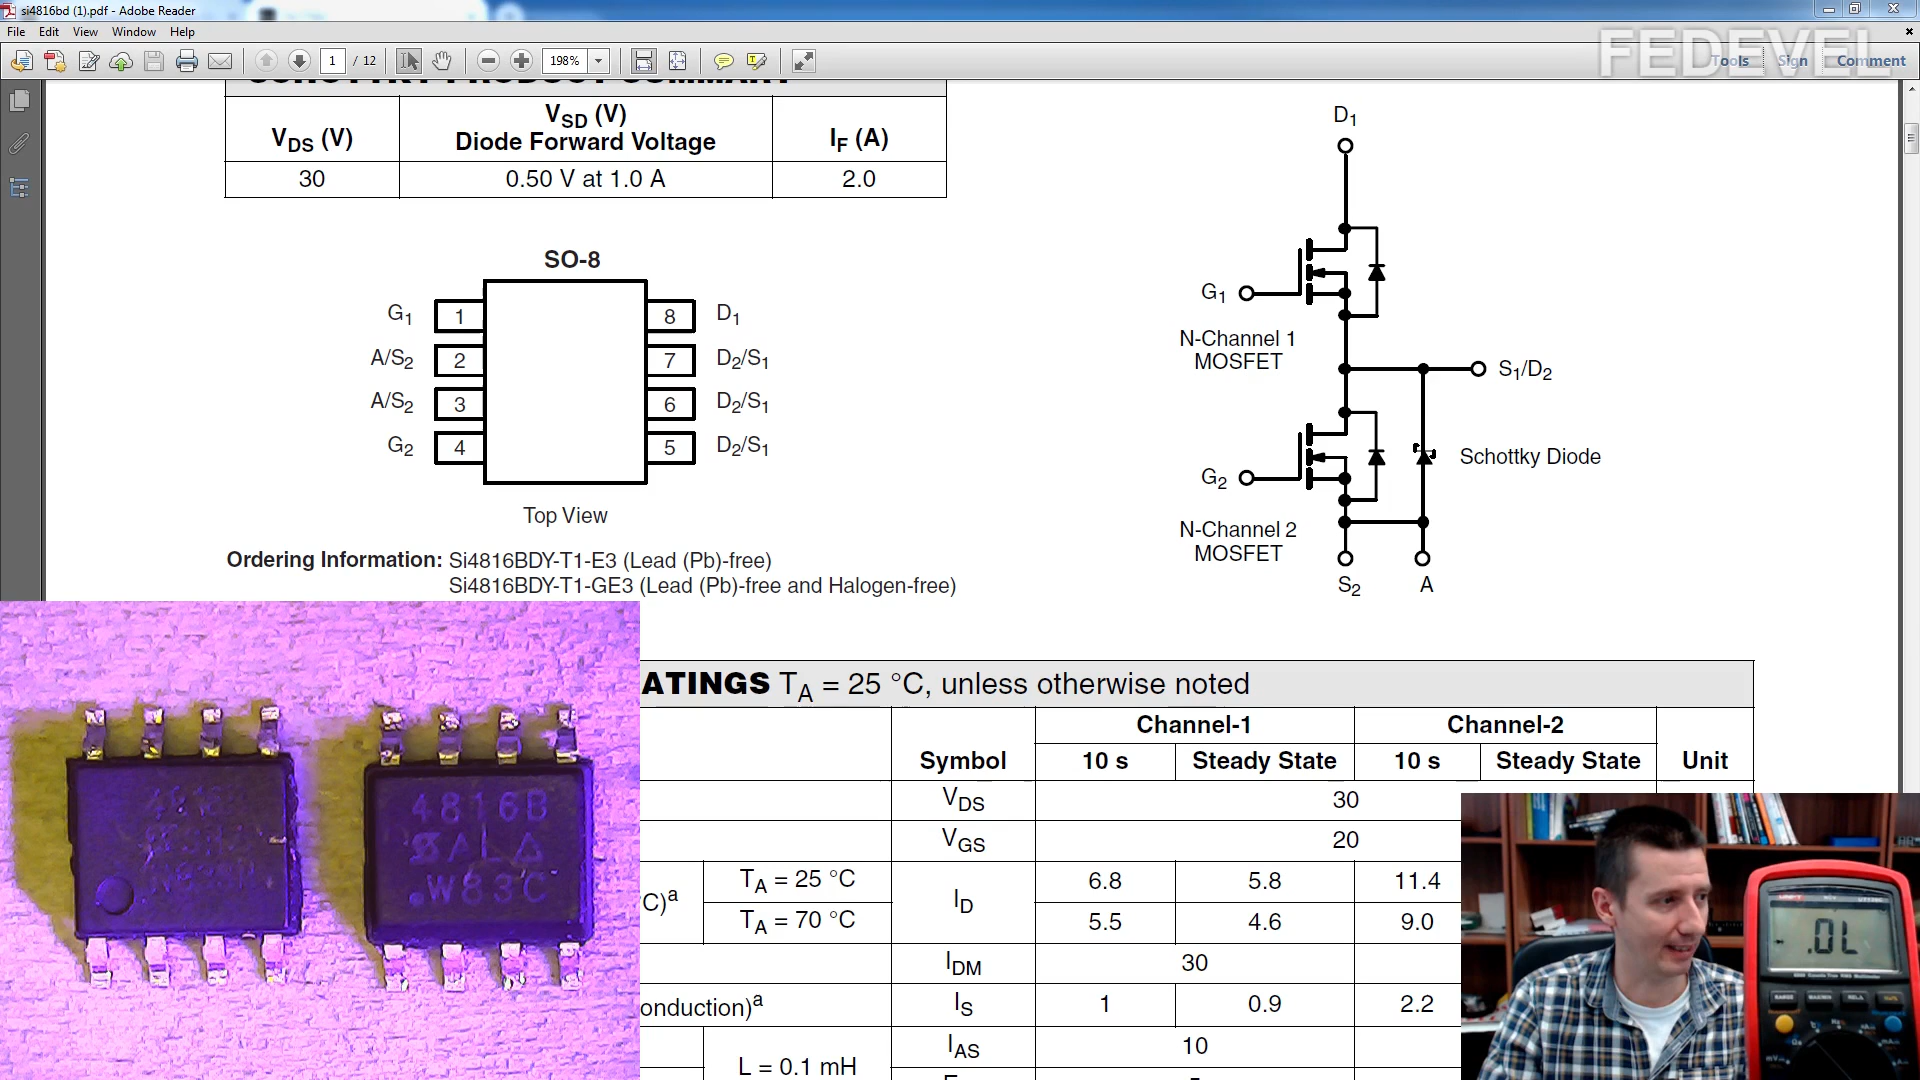 si4816bd (1).pdf - Adobe Reader
File Edit View Window Help
1 / 12 198% Tools Sign Comment
FEDEVEL
SCHOTTKY PRODUCT SUMMARY
VDS (V) VSD (V) Diode Forward Voltage IF (A)
30 0.50 V at 1.0 A 2.0
SO-8
G1 1 8 D1
A/S2 2 7 D2/S1
A/S2 3 6 D2/S1
G2 4 5 D2/S1
Top View
Ordering Information: Si4816BDY-T1-E3 (Lead (Pb)-free)
Si4816BDY-T1-GE3 (Lead (Pb)-free and Halogen-free)
D1
G1
N-Channel 1
MOSFET
S1/D2
Schottky Diode
G2
N-Channel 2
MOSFET
S2 A
ATINGS TA = 25 °C, unless otherwise noted
Symbol Channel-1 Channel-2 Unit
10 s Steady State 10 s Steady State
VDS 30
VGS 20
C)a TA = 25 °C ID 6.8 5.8 11.4
TA = 70 °C 5.5 4.6 9.0
IDM 30
onduction)a IS 1 0.9 2.2
L = 0.1 mH IAS 10
4816B
W83C
.OL